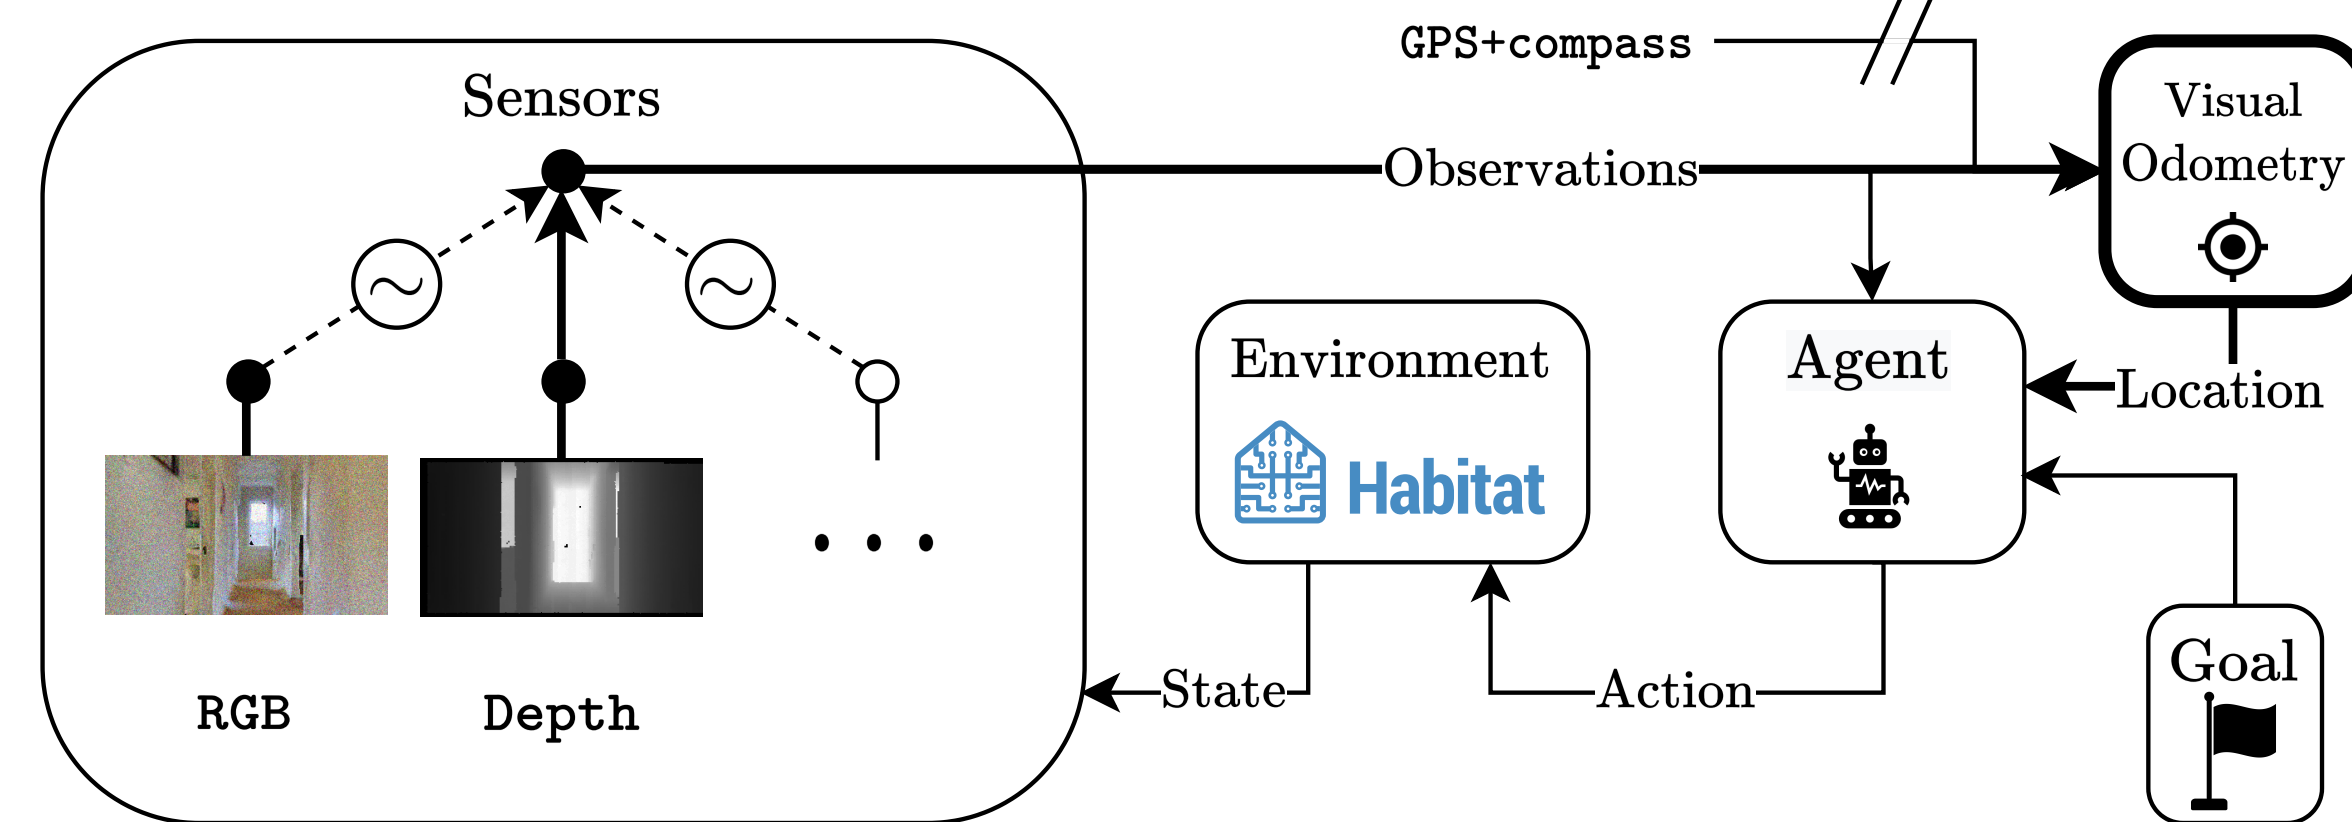 GPS+compass
Sensors
Observations
Visual
Odometry
Environment
Habitat
Agent
Location
State
Action
Goal
RGB
Depth